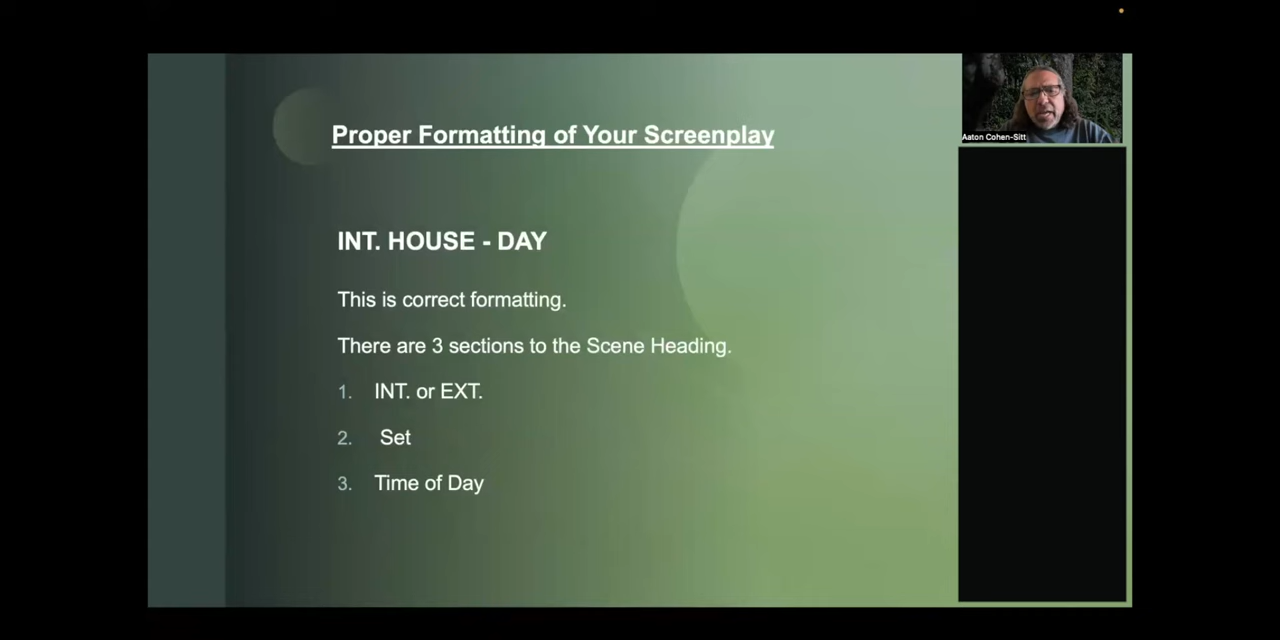 Proper Formatting of Your Screenplay
Aaton Cohen-Sitt
INT. HOUSE - DAY
This is correct formatting.
There are 3 sections to the Scene Heading.
1. INT. or EXT.
2. Set
3. Time of Day